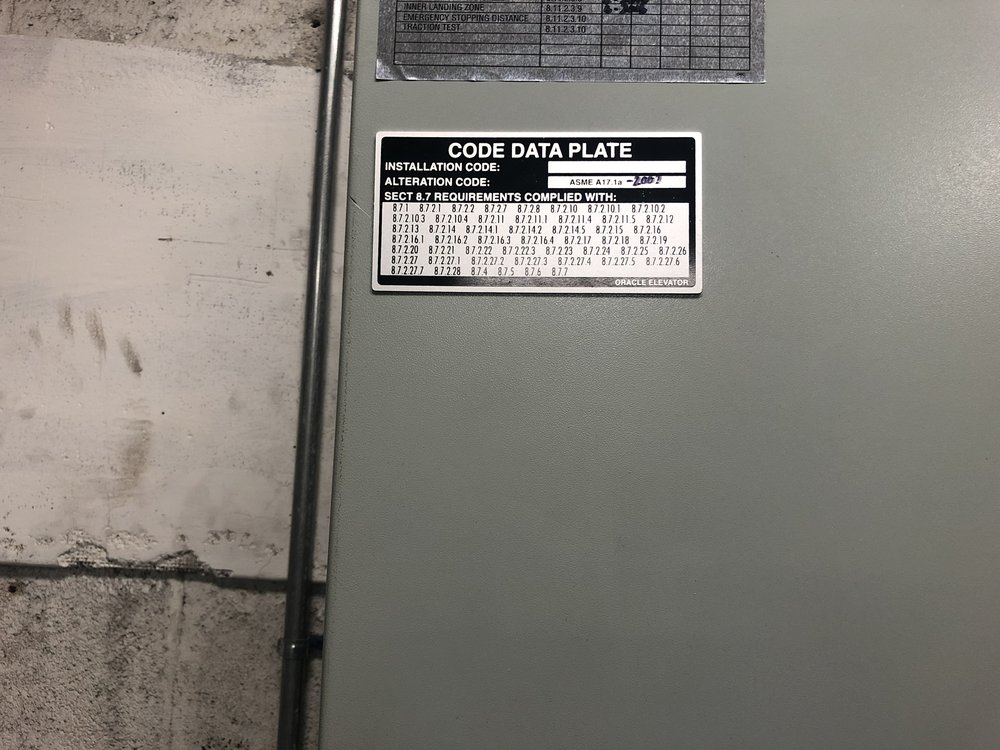 INNER LANDING ZONE 8.11.2.3.9
EMERGENCY STOPPING DISTANCE 8.11.2.3.10
TRACTION TEST 8.11.2.3.10
CODE DATA PLATE
INSTALLATION CODE:
ALTERATION CODE: ASME A17.1a
SECT 8.7 REQUIREMENTS COMPLIED WITH:
8.7.1 8.7.2.1 8.7.2.2 8.7.2.7 8.7.2.8 8.7.2.10 8.7.2.10.1 8.7.2.10.2
8.7.2.10.3 8.7.2.10.4 8.7.2.11 8.7.2.11.1 8.7.2.11.4 8.7.2.11.5 8.7.2.12
8.7.2.13 8.7.2.14 8.7.2.14.1 8.7.2.14.2 8.7.2.14.5 8.7.2.15 8.7.2.16
8.7.2.16.1 8.7.2.16.2 8.7.2.16.3 8.7.2.16.4 8.7.2.17 8.7.2.18 8.7.2.19
8.7.2.20 8.7.2.21 8.7.2.22 8.7.2.22.3 8.7.2.23 8.7.2.24 8.7.2.25 8.7.2.26
8.7.2.27 8.7.2.27.1 8.7.2.27.2 8.7.2.27.3 8.7.2.27.4 8.7.2.27.5 8.7.2.27.6
8.7.2.27.7 8.7.2.28 8.7.4 8.7.5 8.7.6 8.7.7
ORACLE ELEVATOR